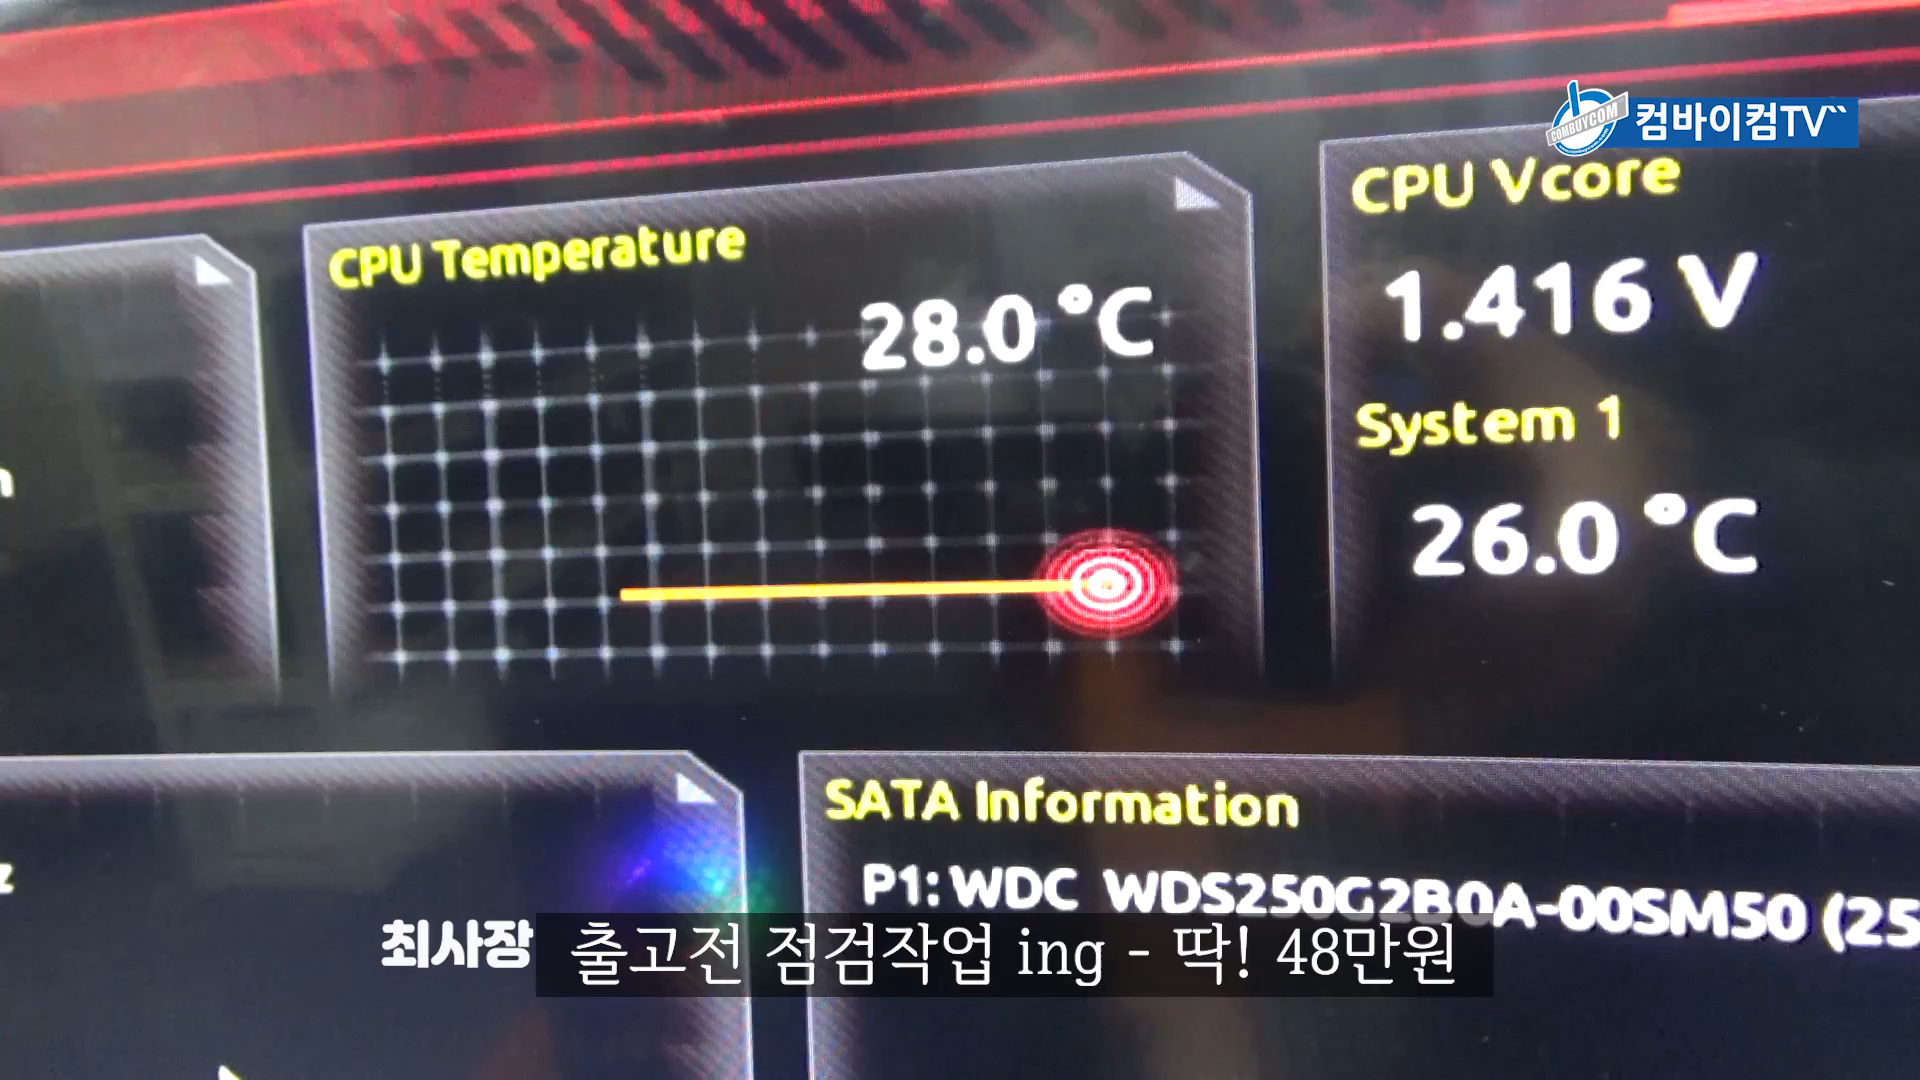 COMBUYCOM
컴바이컴TV``
CPU Temperature
28.0 °C
CPU Vcore
1.416 V
System 1
26.0 °C
SATA Information
P1: WDC WDS250G2B0A-00SM50 (25
최사장
출고전 점검작업 ing - 딱! 48만원